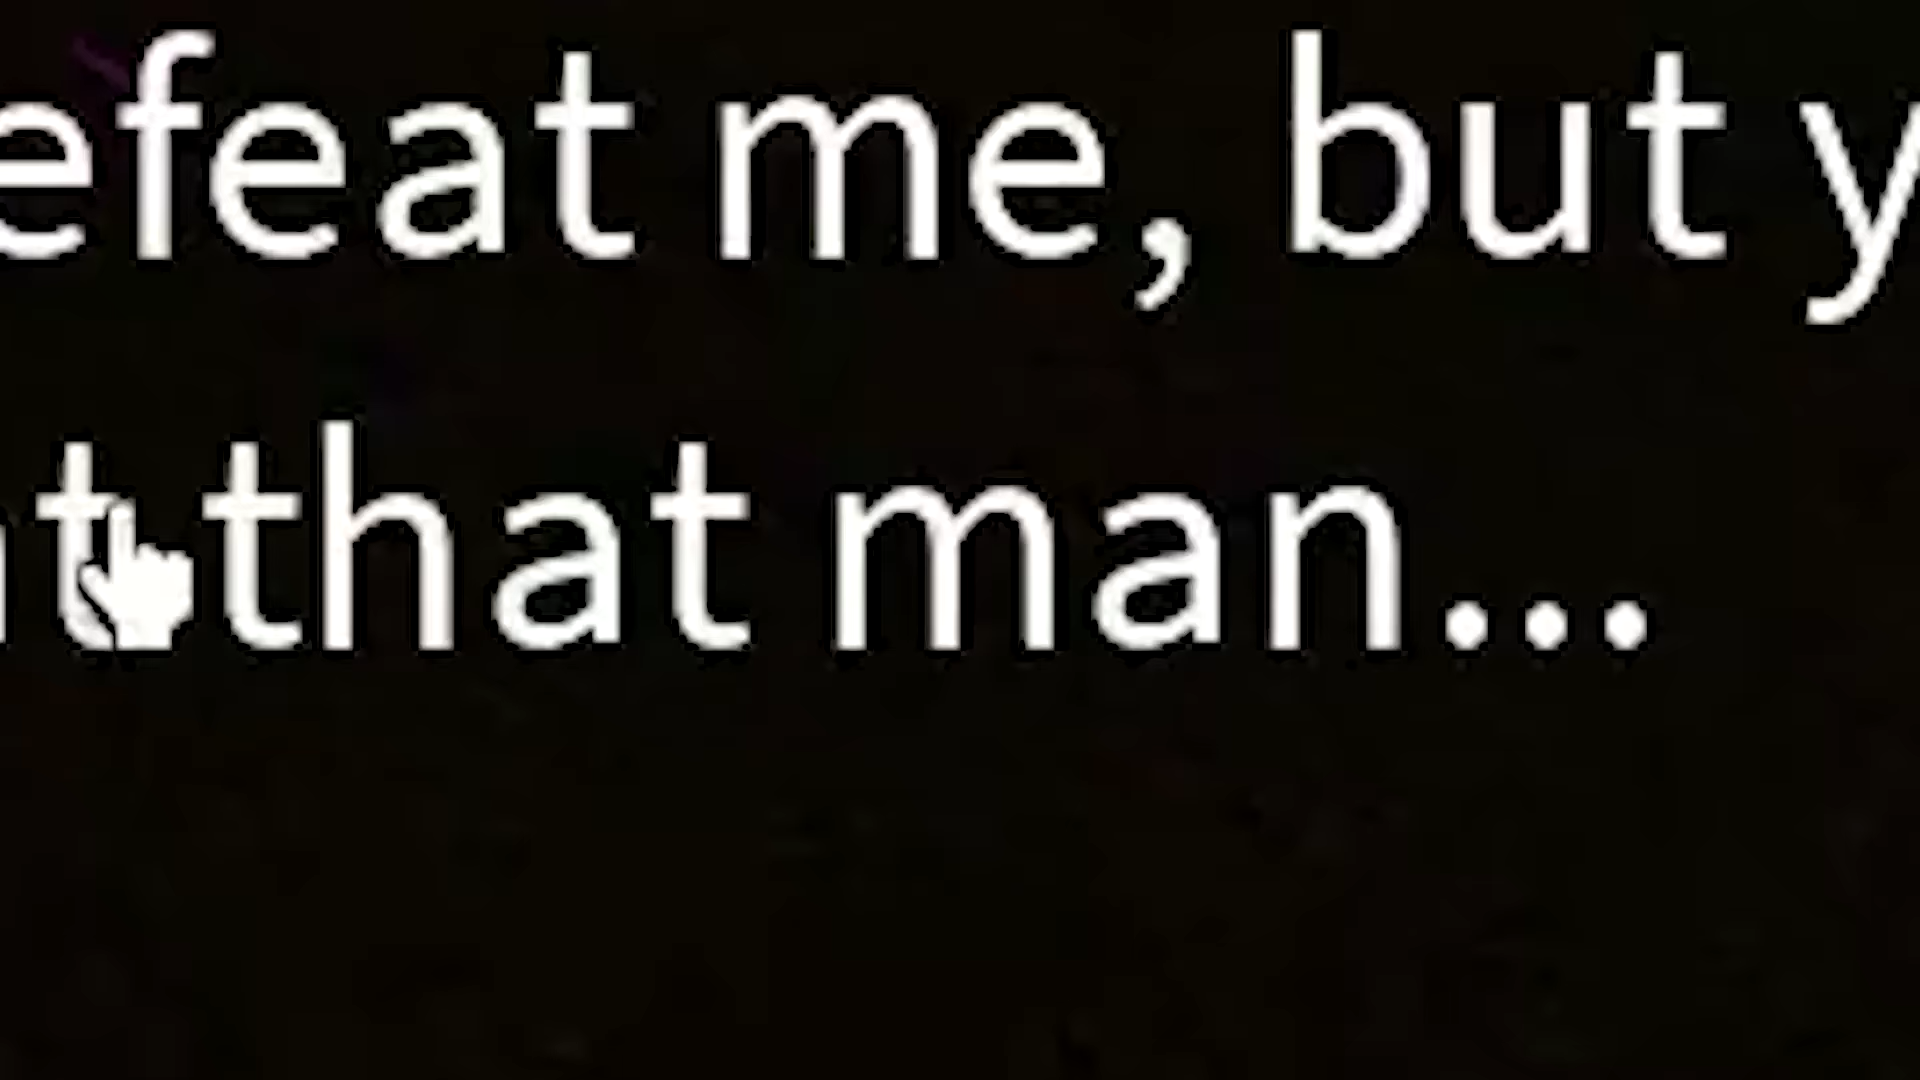 efeat me, but y
t that man...